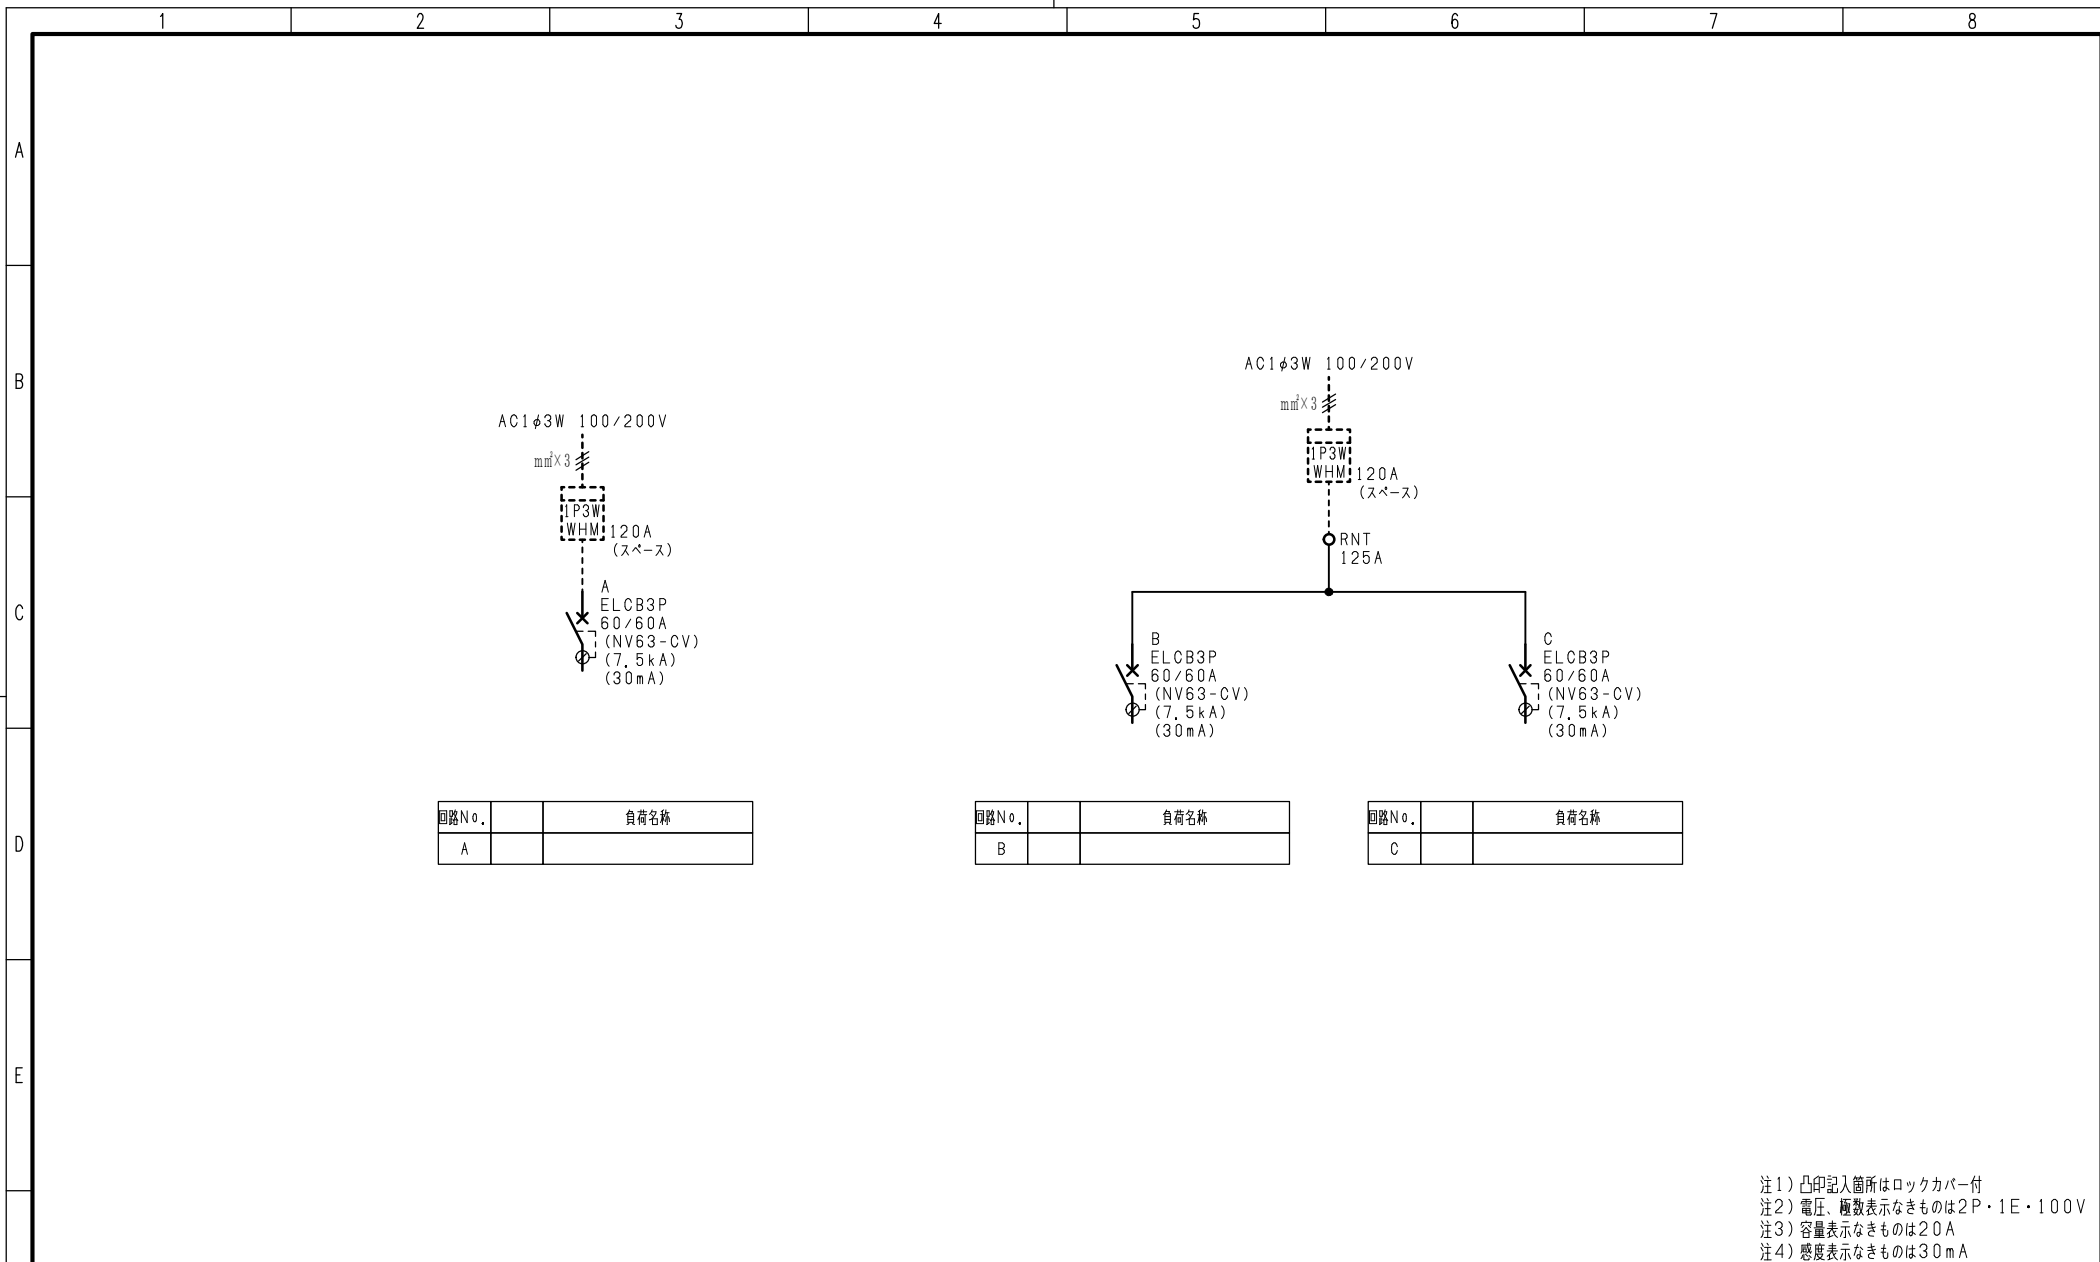 1 2 3 4 5 6 7 8
A
B
C
D
E
AC1φ3W 100/200V
mm²×3
1P3W
WHM
120A
(スペース)
A
ELCB3P
60/60A
(NV63-CV)
(7.5kA)
(30mA)
AC1φ3W 100/200V
mm²×3
1P3W
WHM
120A
(スペース)
RNT
125A
B
ELCB3P
60/60A
(NV63-CV)
(7.5kA)
(30mA)
C
ELCB3P
60/60A
(NV63-CV)
(7.5kA)
(30mA)
回路No. 負荷名称
A
回路No. 負荷名称
B
回路No. 負荷名称
C
注1)凸印記入箇所はロックカバー付
注2)電圧、極数表示なきものは2P・1E・100V
注3)容量表示なきものは20A
注4)感度表示なきものは30mA